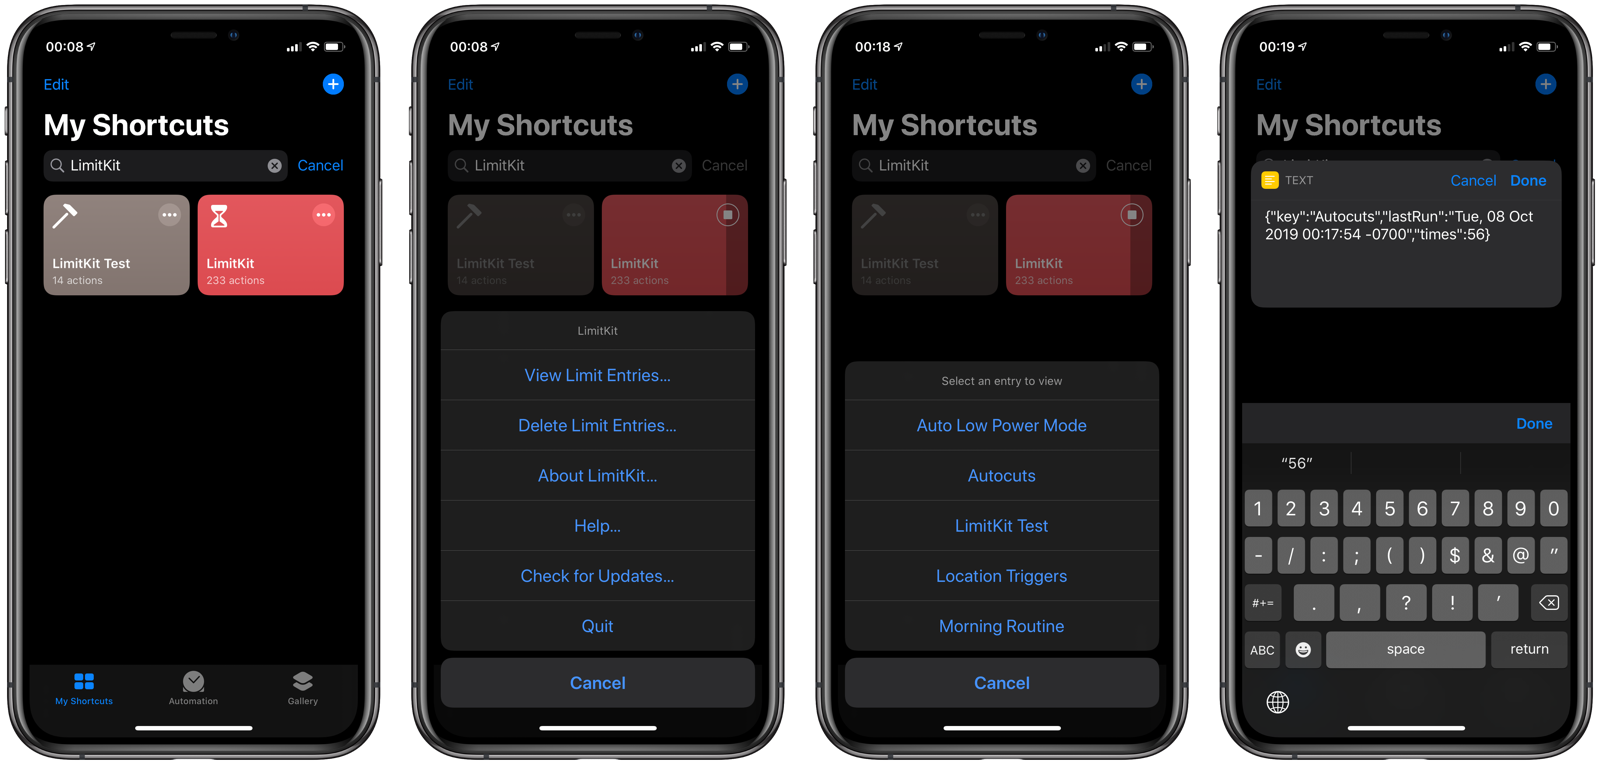 00:08
Edit
My Shortcuts
LimitKit
Cancel
LimitKit Test
14 actions
LimitKit
233 actions
My Shortcuts
Automation
Gallery
00:08
Edit
My Shortcuts
LimitKit
Cancel
LimitKit Test
14 actions
LimitKit
233 actions
LimitKit
View Limit Entries...
Delete Limit Entries...
About LimitKit...
Help...
Check for Updates...
Quit
Cancel
00:18
Edit
My Shortcuts
LimitKit
Cancel
LimitKit Test
14 actions
LimitKit
233 actions
Select an entry to view
Auto Low Power Mode
Autocuts
LimitKit Test
Location Triggers
Morning Routine
Cancel
00:19
Edit
My Shortcuts
TEXT
Cancel Done
{"key":"Autocuts","lastRun":"Tue, 08 Oct
2019 00:17:54 -0700","times":56}
Done
“56”
1 2 3 4 5 6 7 8 9 0
- / : ; ( ) $ & @ ”
#+= . , ? ! ’
ABC space return